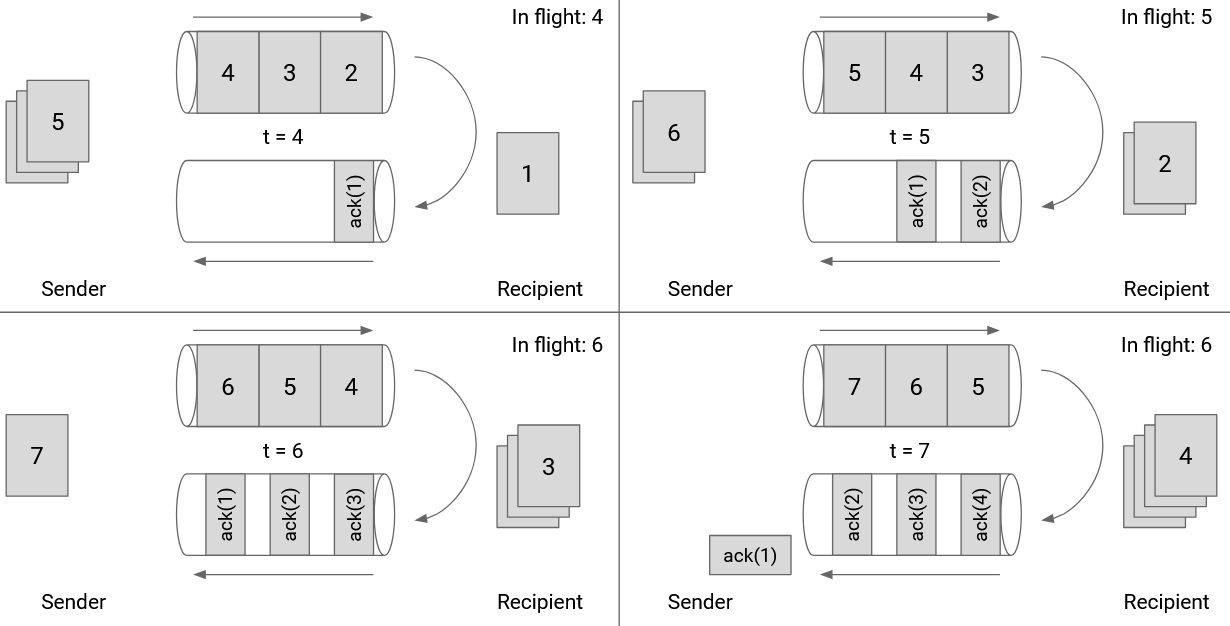 In flight: 4
4 3 2
5
t = 4
1
ack(1)
Sender
Recipient
In flight: 5
5 4 3
6
t = 5
2
ack(1) ack(2)
Sender
Recipient
In flight: 6
6 5 4
7
t = 6
3
ack(1) ack(2) ack(3)
Sender
Recipient
In flight: 6
7 6 5
t = 7
4
ack(2) ack(3) ack(4)
ack(1)
Sender
Recipient